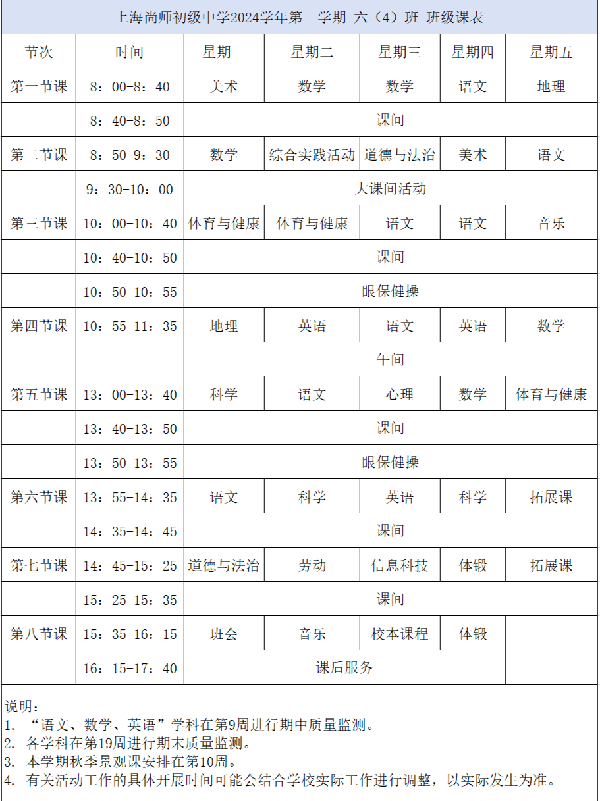 上海尚师初级中学2024学年第 学期 六（4）班 班级课表
节次 时间 星期 星期二 星期三 星期四 星期五
第一节课 8：00-8：40 美术 数学 数学 语文 地理
8：40-8：50 课间
第二节课 8：50 9：30 数学 综合实践活动 道德与法治 美术 语文
9：30-10：00 大课间活动
第三节课 10：00-10：40 体育与健康 体育与健康 语文 语文 音乐
10：40-10：50 课间
10：50 10：55 眼保健操
第四节课 10：55 11：35 地理 英语 语文 英语 数学
午间
第五节课 13：00-13：40 科学 语文 心理 数学 体育与健康
13：40-13：50 课间
13：50 13：55 眼保健操
第六节课 13：55-14：35 语文 科学 英语 科学 拓展课
14：35-14：45 课间
第七节课 14：45-15：25 道德与法治 劳动 信息科技 体锻 拓展课
15：25 15：35 课间
第八节课 15：35 16：15 班会 音乐 校本课程 体锻
16：15-17：40 课后服务
说明：
1. “语文、数学、英语”学科在第9周进行期中质量监测。
2. 各学科在第19周进行期末质量监测。
3. 本学期秋季景观课安排在第10周。
4. 有关活动工作的具体开展时间可能会结合学校实际工作进行调整，以实际发生为准。